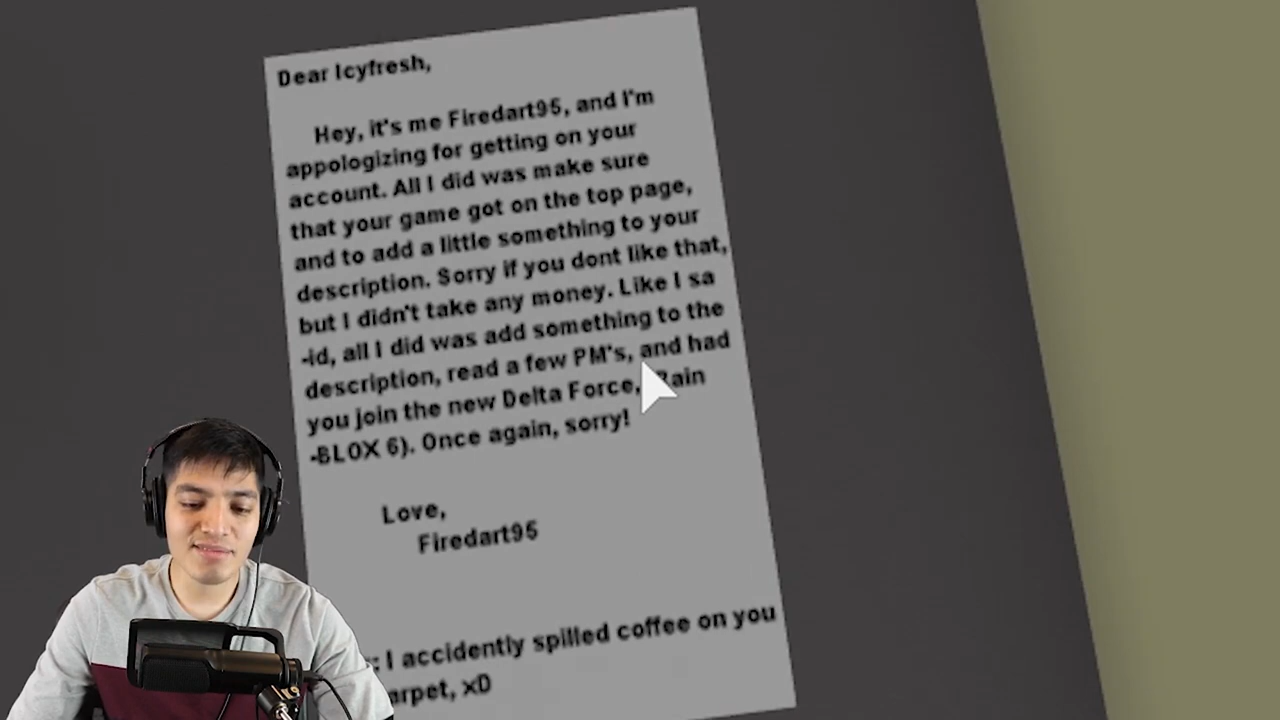 Dear Icyfresh,
Hey, it's me Firedart95, and I'm
appologizing for getting on your
account. All I did was make sure
that your game got on the top page,
and to add a little something to your
description. Sorry if you dont like that,
but I didn't take any money. Like I sa
-id, all I did was add something to the
description, read a few PM's, and had
you join the new Delta Force,
-BLOX 6). Once again, sorry!
Love,
Firedart95
: I accidently spilled coffee on you
arpet, xD